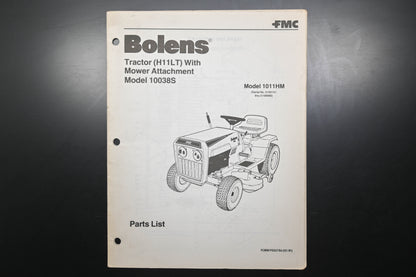 FMC
Bolens
Tractor (H11LT) With
Mower Attachment
Model 10038S
Model 1011HM
Parts List